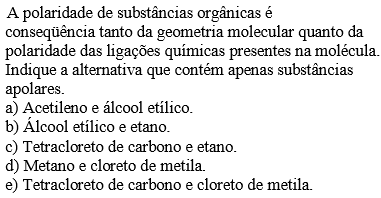 A polaridade de substâncias orgânicas é
conseqüência tanto da geometria molecular quanto da
polaridade das ligações químicas presentes na molécula.
Indique a alternativa que contém apenas substâncias
apolares.
a) Acetileno e álcool etílico.
b) Álcool etílico e etano.
c) Tetracloreto de carbono e etano.
d) Metano e cloreto de metila.
e) Tetracloreto de carbono e cloreto de metila.